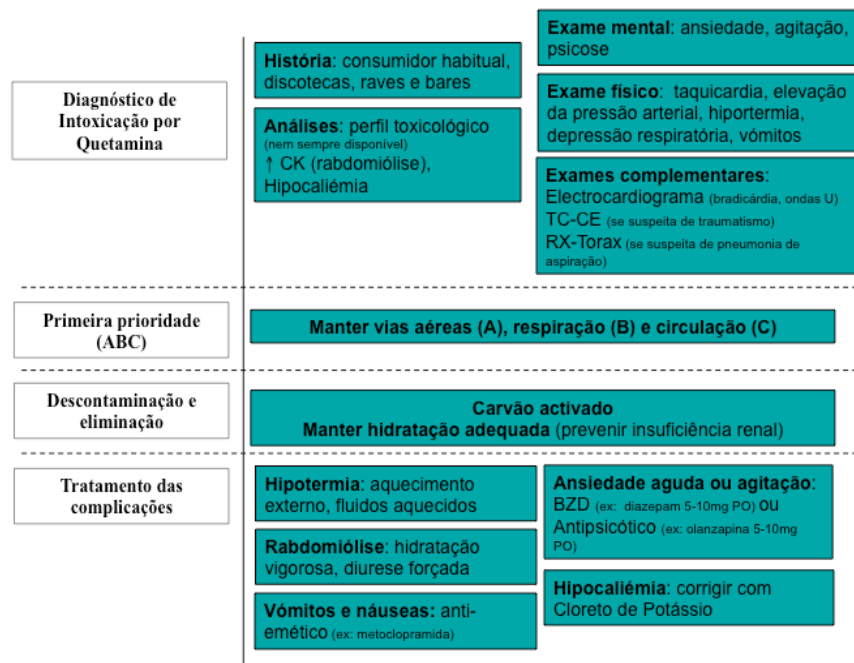 Diagnóstico de
Intoxicação por
Quetamina
História: consumidor habitual,
discotecas, raves e bares
Análises: perfil toxicológico
(nem sempre disponível)
↑ CK (rabdomiólise),
Hipocaliémia
Exame mental: ansiedade, agitação,
psicose
Exame físico: taquicardia, elevação
da pressão arterial, hiportermia,
depressão respiratória, vómitos
Exames complementares:
Electrocardiograma (bradicárdia, ondas U)
TC-CE (se suspeita de traumatismo)
RX-Torax (se suspeita de pneumonia de
aspiração)
Primeira prioridade
(ABC)
Manter vias aéreas (A), respiração (B) e circulação (C)
Descontaminação e
eliminação
Carvão activado
Manter hidratação adequada (prevenir insuficiência renal)
Tratamento das
complicações
Hipotermia: aquecimento
externo, fluidos aquecidos
Rabdomiólise: hidratação
vigorosa, diurese forçada
Vómitos e náuseas: anti-
emético (ex: metoclopramida)
Ansiedade aguda ou agitação:
BZD (ex: diazepam 5-10mg PO) ou
Antipsicótico (ex: olanzapina 5-10mg
PO)
Hipocaliémia: corrigir com
Cloreto de Potássio